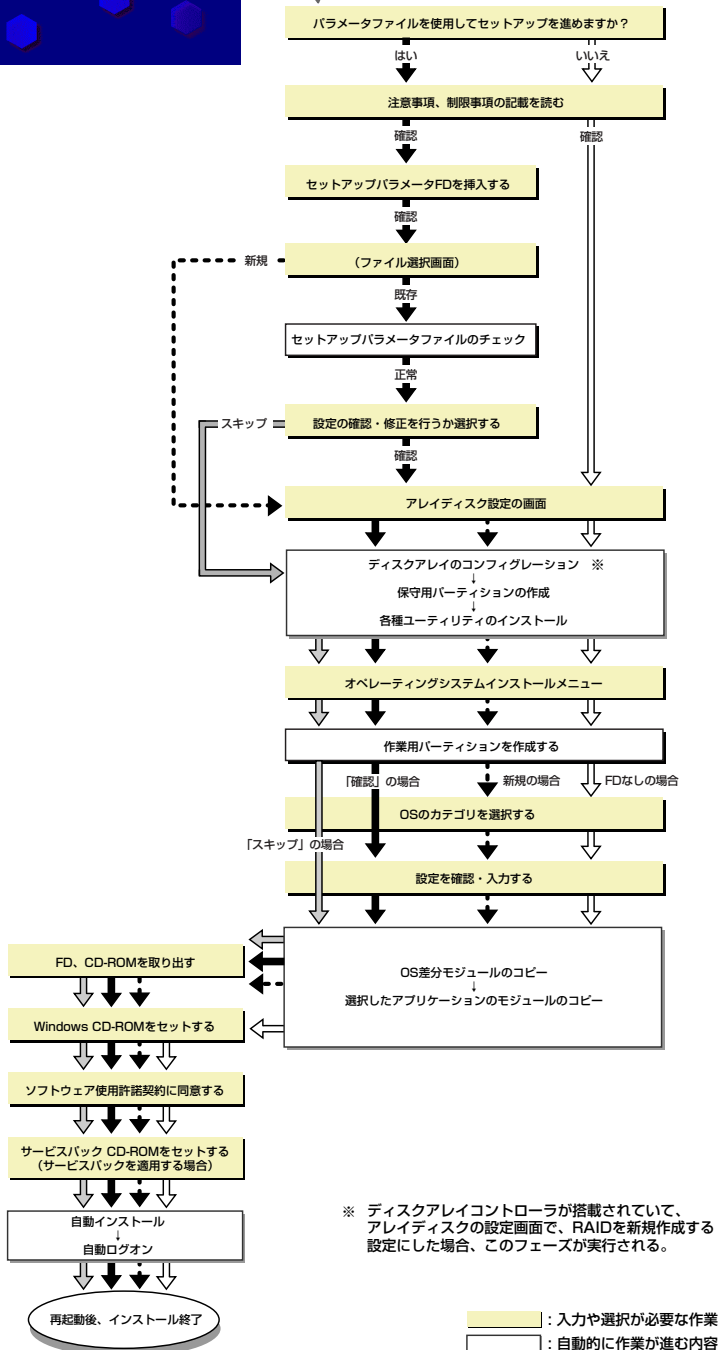 パラメータファイルを使用してセットアップを進めますか？
はい
いいえ
注意事項、制限事項の記載を読む
確認
確認
セットアップパラメータFDを挿入する
確認
新規
（ファイル選択画面）
既存
セットアップパラメータファイルのチェック
正常
スキップ
設定の確認・修正を行うか選択する
確認
アレイディスク設定の画面
ディスクアレイのコンフィグレーション　※
↓
保守用パーティションの作成
↓
各種ユーティリティのインストール
オペレーティングシステムインストールメニュー
作業用パーティションを作成する
「確認」の場合
新規の場合
FDなしの場合
OSのカテゴリを選択する
「スキップ」の場合
設定を確認・入力する
OS差分モジュールのコピー
↓
選択したアプリケーションのモジュールのコピー
FD、CD-ROMを取り出す
Windows CD-ROMをセットする
ソフトウェア使用許諾契約に同意する
サービスパック CD-ROMをセットする
（サービスパックを適用する場合）
自動インストール
↓
自動ログオン
再起動後、インストール終了
※　ディスクアレイコントローラが搭載されていて、
アレイディスクの設定画面で、RAIDを新規作成する
設定にした場合、このフェーズが実行される。
：入力や選択が必要な作業
：自動的に作業が進む内容